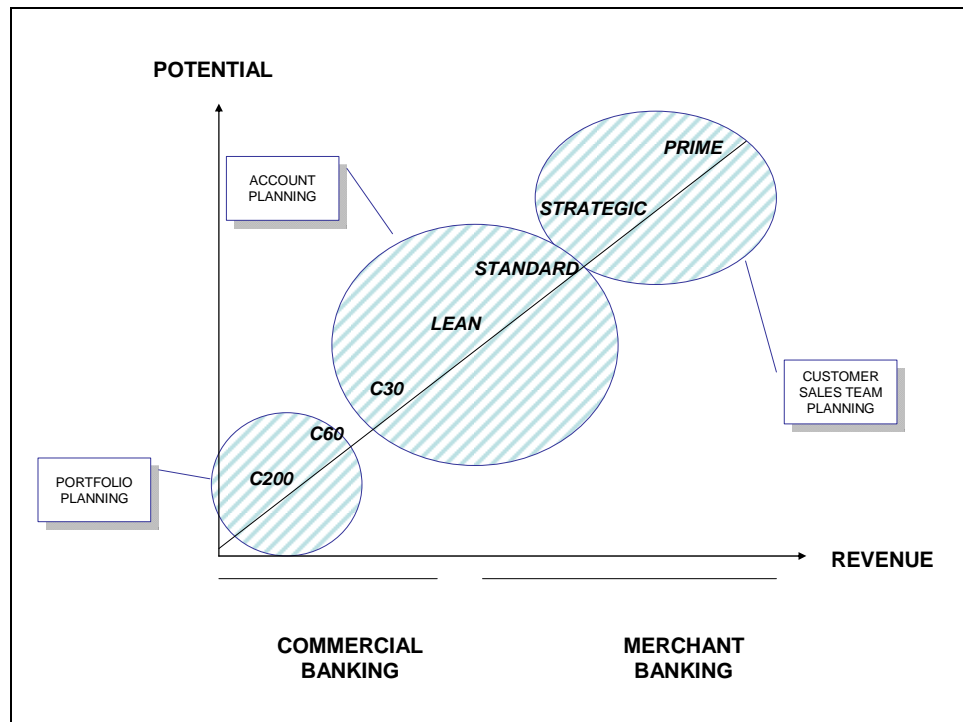 POTENTIAL
PRIME
ACCOUNT
PLANNING
STRATEGIC
STANDARD
LEAN
CUSTOMER
SALES TEAM
PLANNING
C30
C60
C200
PORTFOLIO
PLANNING
REVENUE
COMMERCIAL
BANKING
MERCHANT
BANKING